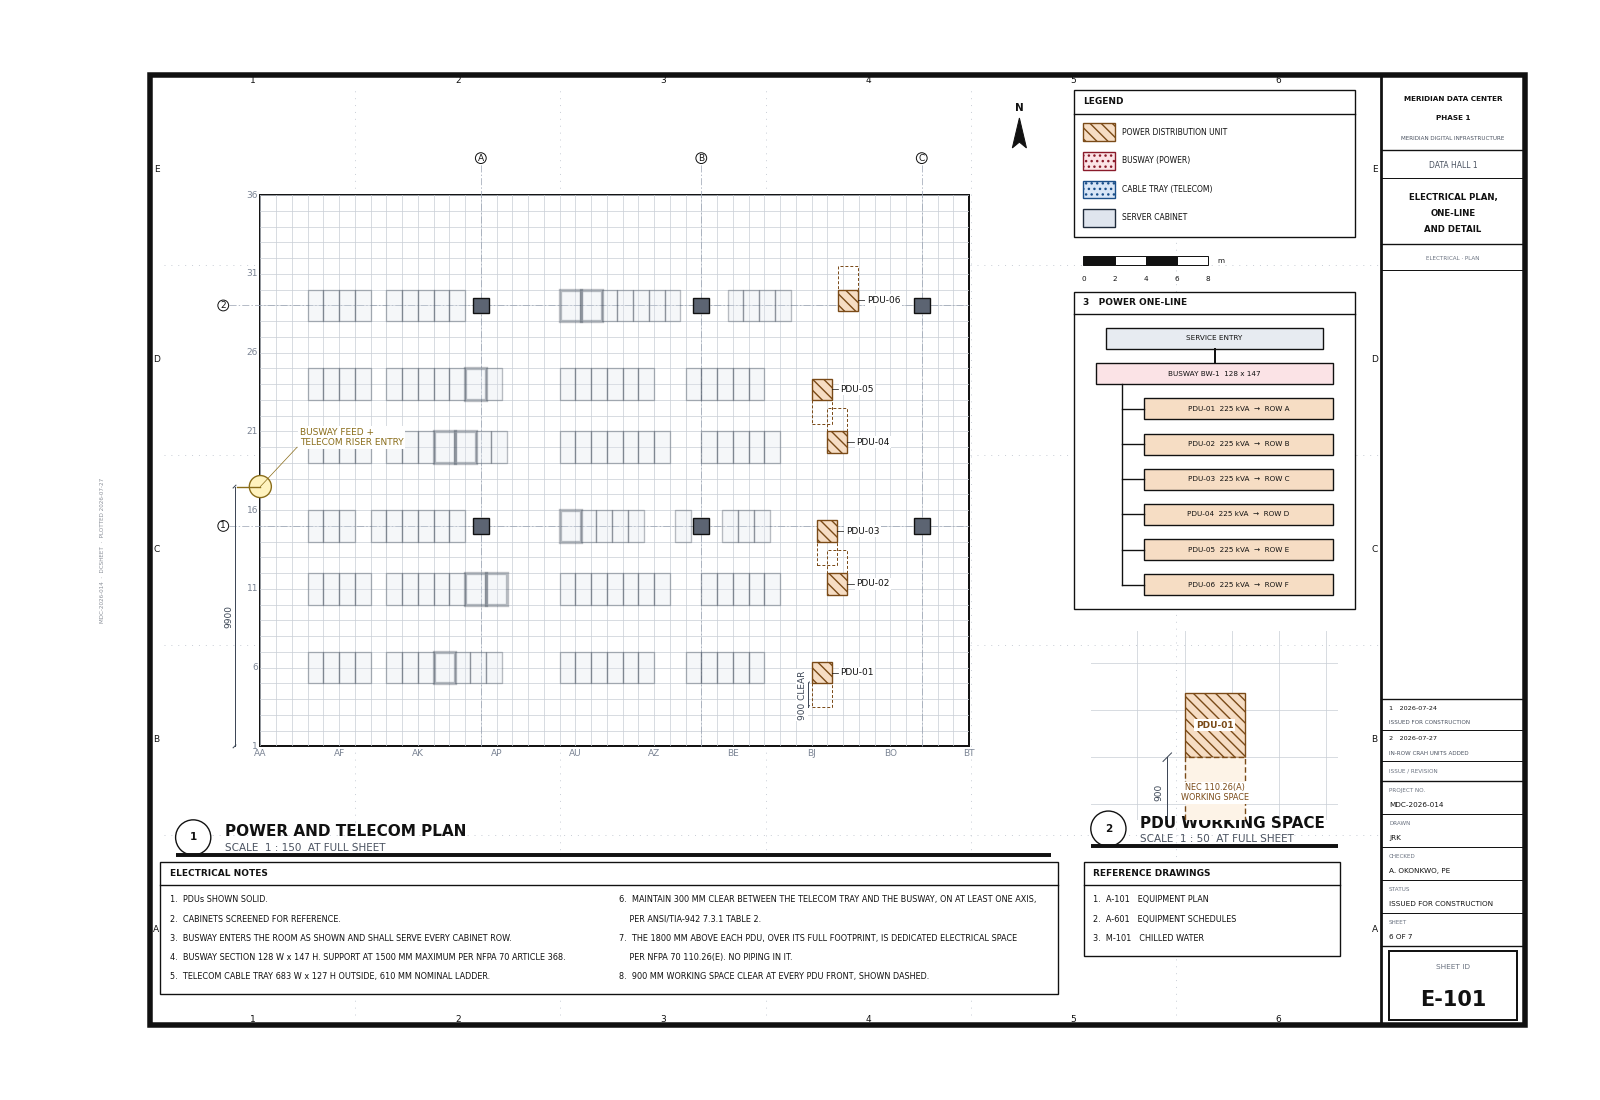 1 2 3 4 5 6
E
D
C
B
A
MDC-2026-014 · DCSHEET · PLOTTED 2026-07-27
A B C
2
1
36
31
26
21
16
11
6
1
AA AF AK AP AU AZ BE BJ BO BT
N
BUSWAY FEED +
TELECOM RISER ENTRY
9900
900 CLEAR
PDU-06
PDU-05
PDU-04
PDU-03
PDU-02
PDU-01
LEGEND
POWER DISTRIBUTION UNIT
BUSWAY (POWER)
CABLE TRAY (TELECOM)
SERVER CABINET
0 2 4 6 8 m
3 POWER ONE-LINE
SERVICE ENTRY
BUSWAY BW-1 128 x 147
PDU-01 225 kVA → ROW A
PDU-02 225 kVA → ROW B
PDU-03 225 kVA → ROW C
PDU-04 225 kVA → ROW D
PDU-05 225 kVA → ROW E
PDU-06 225 kVA → ROW F
PDU-01
900
NEC 110.26(A)
WORKING SPACE
1 POWER AND TELECOM PLAN
SCALE 1 : 150 AT FULL SHEET
2 PDU WORKING SPACE
SCALE 1 : 50 AT FULL SHEET
ELECTRICAL NOTES
1. PDUs SHOWN SOLID.
2. CABINETS SCREENED FOR REFERENCE.
3. BUSWAY ENTERS THE ROOM AS SHOWN AND SHALL SERVE EVERY CABINET ROW.
4. BUSWAY SECTION 128 W x 147 H. SUPPORT AT 1500 MM MAXIMUM PER NFPA 70 ARTICLE 368.
5. TELECOM CABLE TRAY 683 W x 127 H OUTSIDE, 610 MM NOMINAL LADDER.
6. MAINTAIN 300 MM CLEAR BETWEEN THE TELECOM TRAY AND THE BUSWAY, ON AT LEAST ONE AXIS,
PER ANSI/TIA-942 7.3.1 TABLE 2.
7. THE 1800 MM ABOVE EACH PDU, OVER ITS FULL FOOTPRINT, IS DEDICATED ELECTRICAL SPACE
PER NFPA 70 110.26(E). NO PIPING IN IT.
8. 900 MM WORKING SPACE CLEAR AT EVERY PDU FRONT, SHOWN DASHED.
REFERENCE DRAWINGS
1. A-101 EQUIPMENT PLAN
2. A-601 EQUIPMENT SCHEDULES
3. M-101 CHILLED WATER
E
D
C
B
A
1 2 3 4 5 6
MERIDIAN DATA CENTER
PHASE 1
MERIDIAN DIGITAL INFRASTRUCTURE
DATA HALL 1
ELECTRICAL PLAN,
ONE-LINE
AND DETAIL
ELECTRICAL · PLAN
1 2026-07-24
ISSUED FOR CONSTRUCTION
2 2026-07-27
IN-ROW CRAH UNITS ADDED
ISSUE / REVISION
PROJECT NO.
MDC-2026-014
DRAWN
JRK
CHECKED
A. OKONKWO, PE
STATUS
ISSUED FOR CONSTRUCTION
SHEET
6 OF 7
SHEET ID
E-101